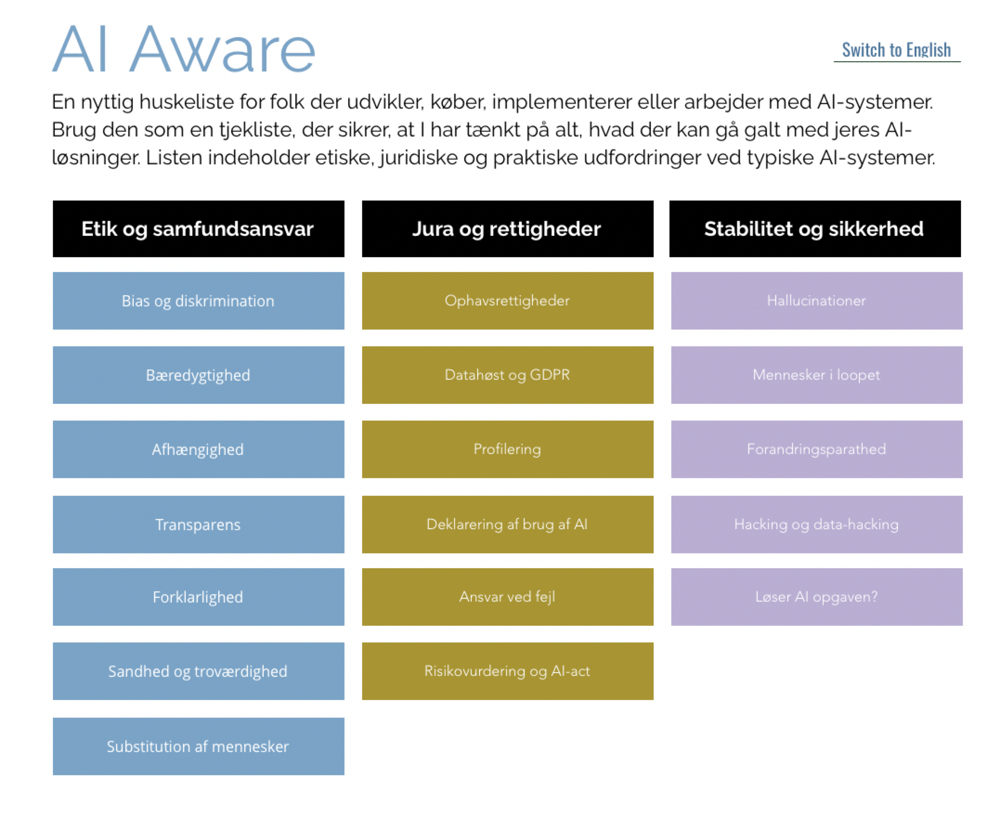 AI Aware
Switch to English
En nyttig huskeliste for folk der udvikler, køber, implementerer eller arbejder med AI-systemer.
Brug den som en tjekliste, der sikrer, at I har tænkt på alt, hvad der kan gå galt med jeres AI-
løsninger. Listen indeholder etiske, juridiske og praktiske udfordringer ved typiske AI-systemer.
Etik og samfundsansvar
Bias og diskrimination
Bæredygtighed
Afhængighed
Transparens
Forklarlighed
Sandhed og troværdighed
Substitution af mennesker
Jura og rettigheder
Ophavsrettigheder
Datahøst og GDPR
Profilering
Deklarering af brug af AI
Ansvar ved fejl
Risikovurdering og AI-act
Stabilitet og sikkerhed
Hallucinationer
Mennesker i loopet
Forandringsparathed
Hacking og data-hacking
Løser AI opgaven?